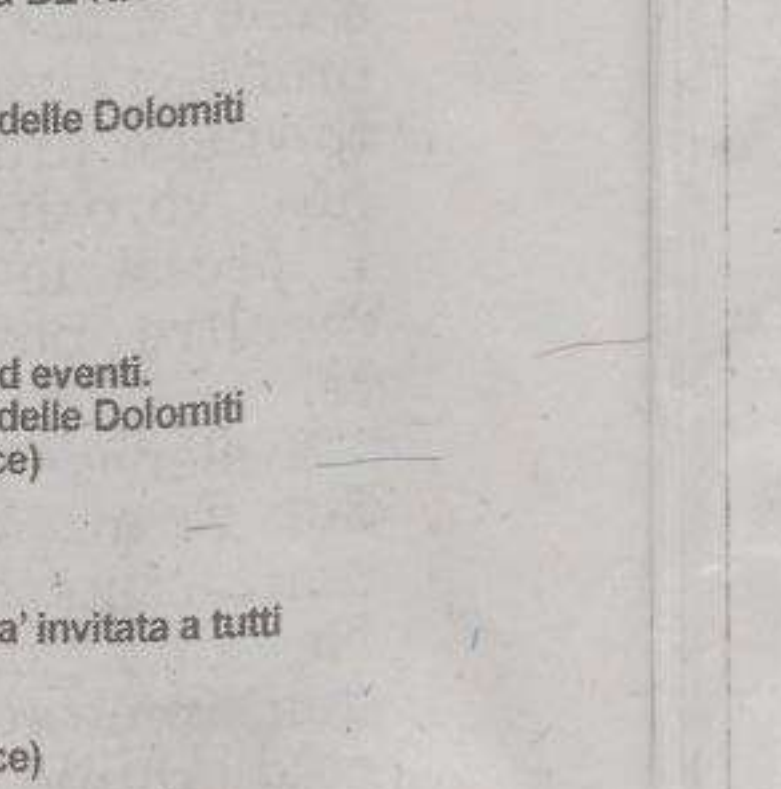 delle Dolomiti
d eventi.
delle Dolomiti
ce)
a' invitata a tutti
ce)